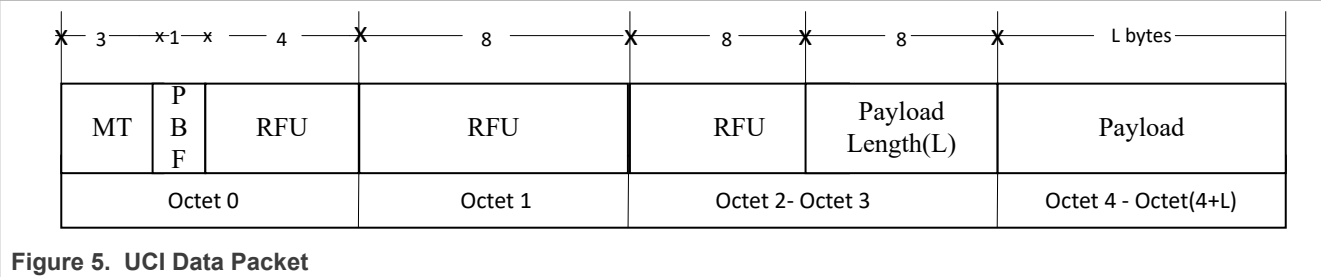 x 3 x 1 x 4 x 8 x 8 x 8 x L bytes
MT
P
B
F
RFU
RFU
RFU
Payload
Length(L)
Payload
Octet 0
Octet 1
Octet 2- Octet 3
Octet 4 - Octet(4+L)
Figure 5. UCI Data Packet